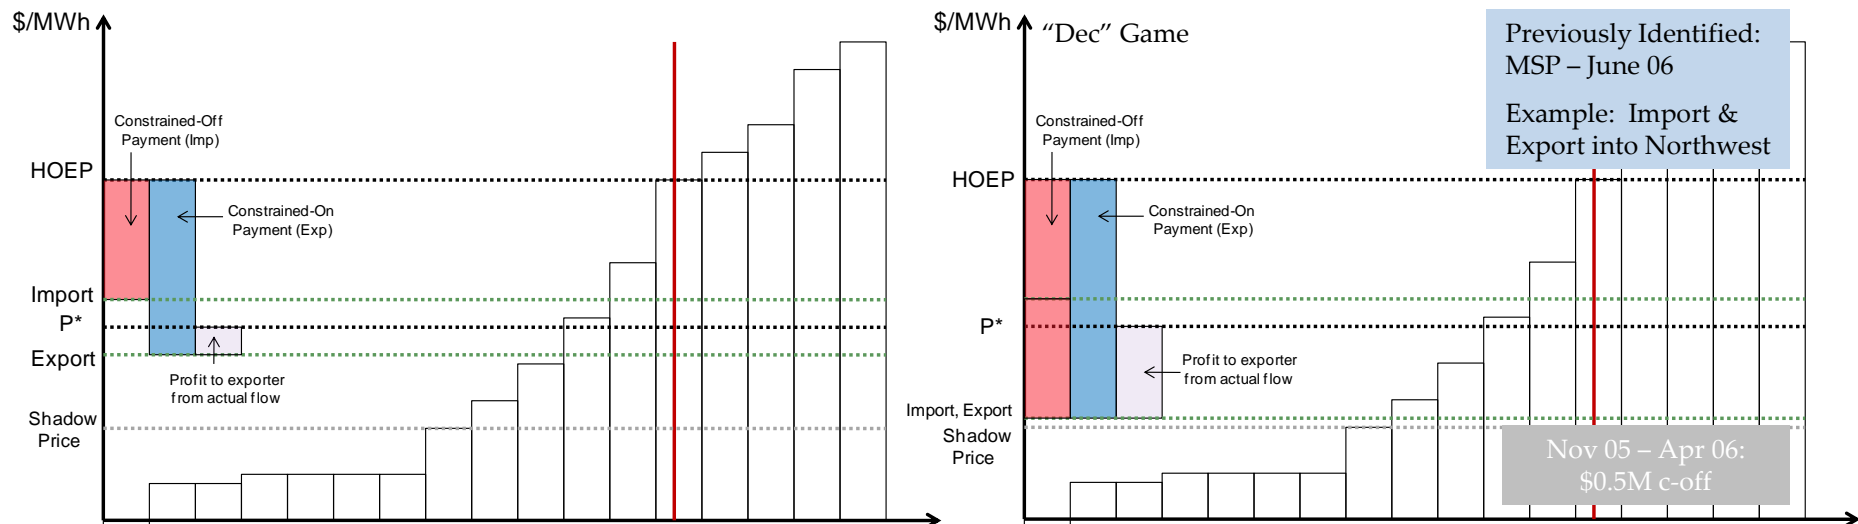 $/MWh
Constrained-Off
Payment (Imp)
HOEP
Constrained-On
Payment (Exp)
Import
P*
Export
Profit to exporter
from actual flow
Shadow
Price
$/MWh
“Dec” Game
Previously Identified:
MSP – June 06
Example: Import &
Export into Northwest
Constrained-Off
Payment (Imp)
HOEP
Constrained-On
Payment (Exp)
P*
Profit to exporter
from actual flow
Import, Export
Shadow
Price
Nov 05 – Apr 06:
$0.5M c-off